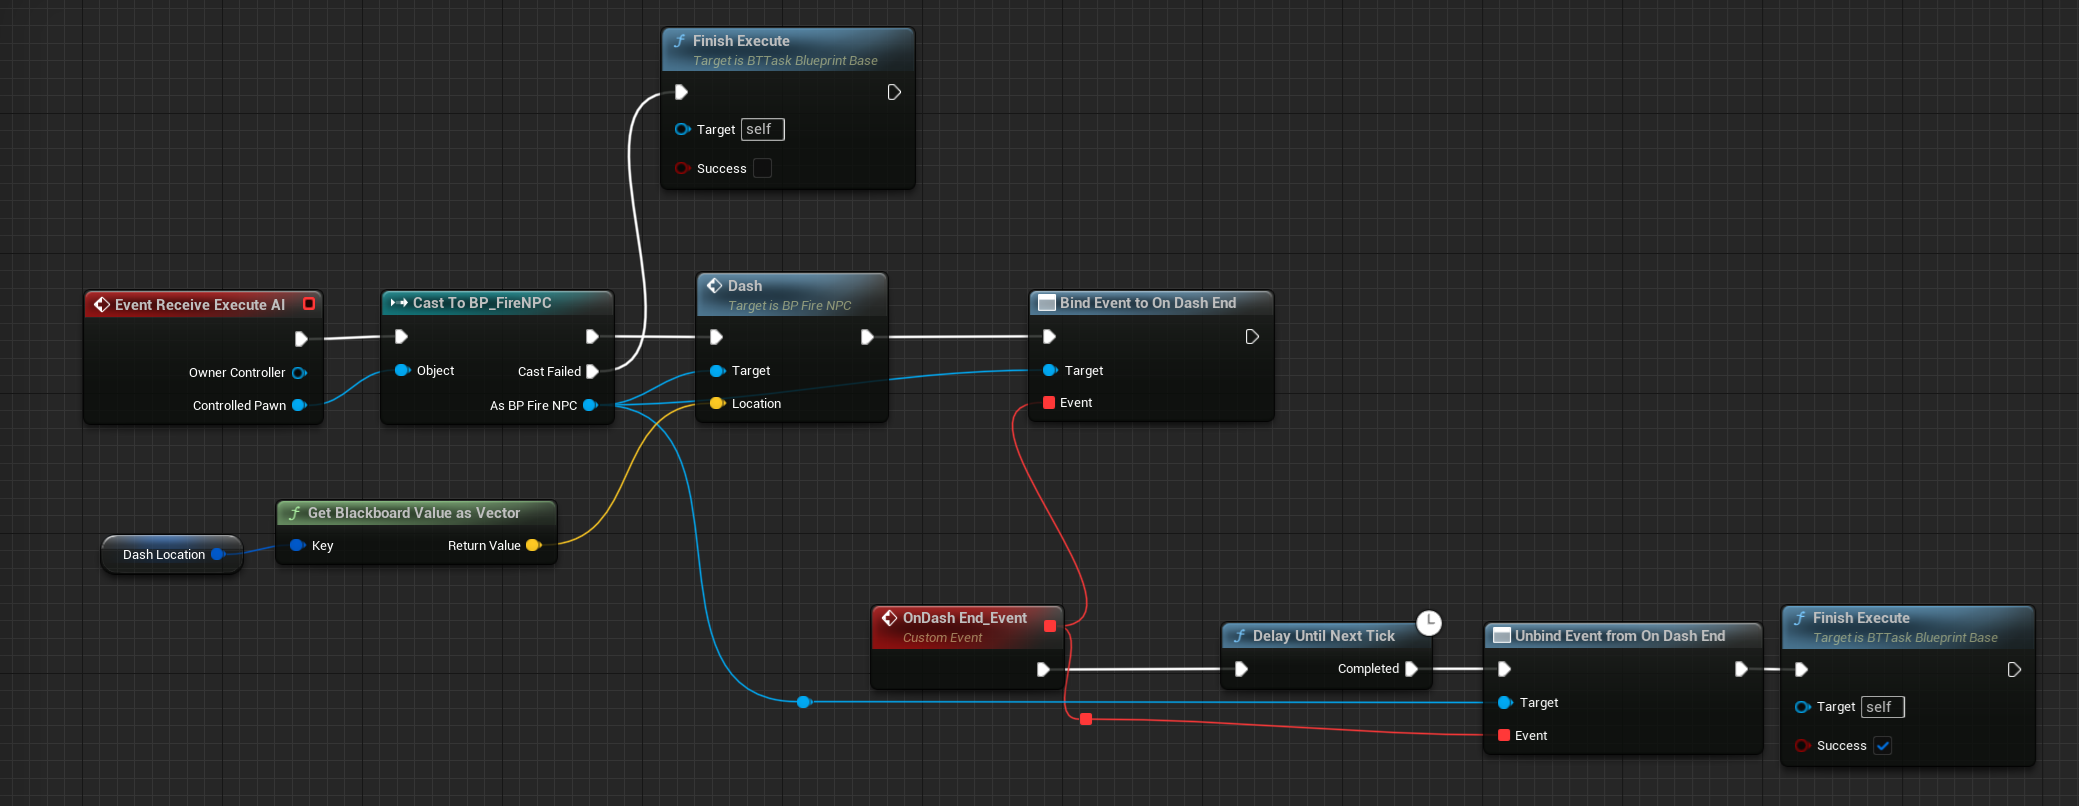 Finish Execute
Target is BTTask Blueprint Base
Target self
Success
Event Receive Execute AI
Owner Controller
Controlled Pawn
Cast To BP_FireNPC
Object
Cast Failed
As BP Fire NPC
Dash
Target is BP Fire NPC
Target
Location
Bind Event to On Dash End
Target
Event
Dash Location
Get Blackboard Value as Vector
Key Return Value
OnDash End_Event
Custom Event
Delay Until Next Tick
Completed
Unbind Event from On Dash End
Target
Event
Finish Execute
Target is BTTask Blueprint Base
Target self
Success